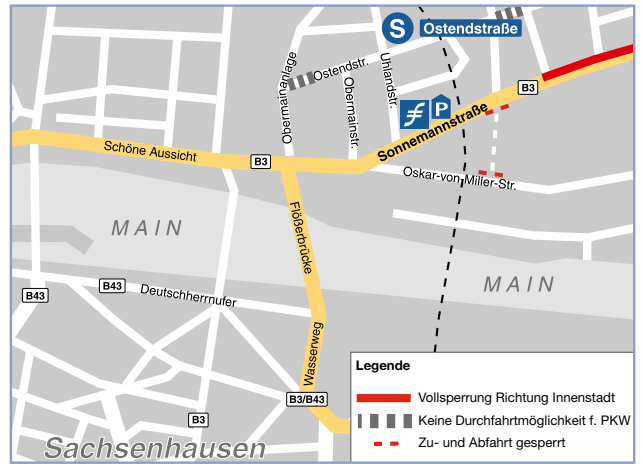 S Ostendstraße
Ostendstr.
Obermainanlage
Obermainstr.
Uhlandstr.
P
Sonnemannstraße
B3
Schöne Aussicht
B3
Oskar-von-Miller-Str.
MAIN
Flößerbrücke
MAIN
B43
B43
Deutschherrnufer
Wasserweg
B3/B43
B3
Sachsenhausen
Legende
Vollsperrung Richtung Innenstadt
Keine Durchfahrtmöglichkeit f. PKW
Zu- und Abfahrt gesperrt